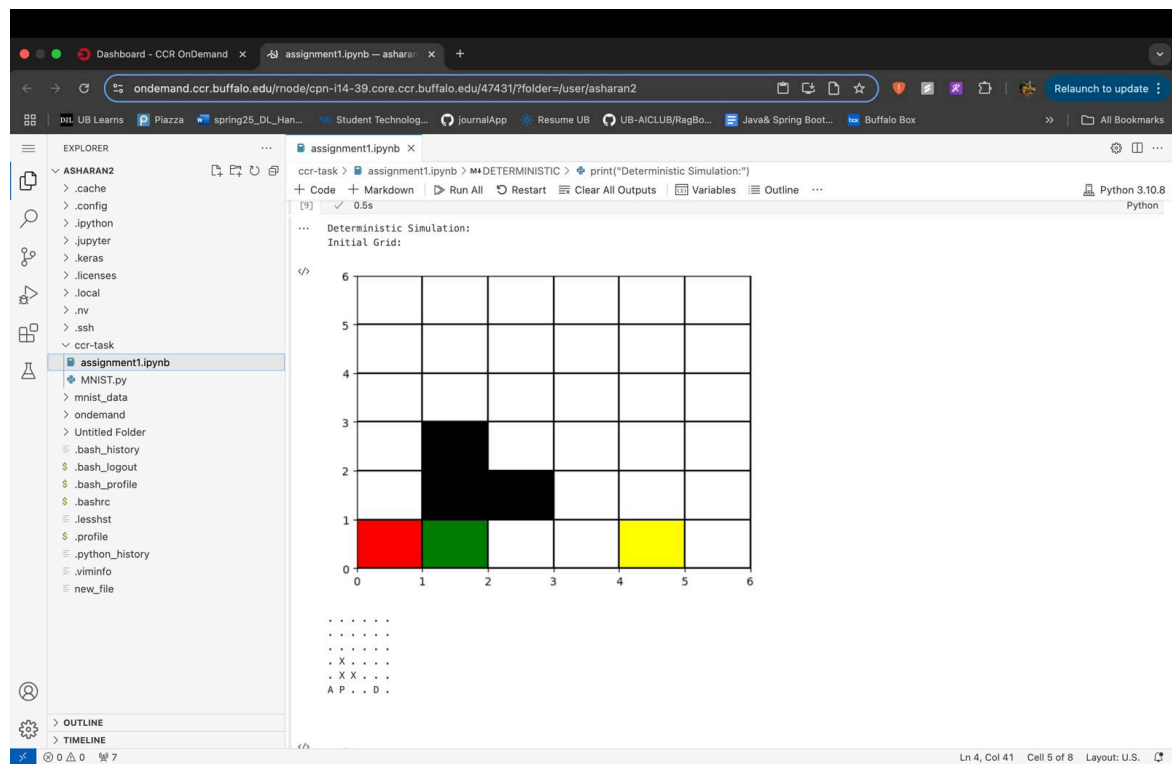 Dashboard - CCR OnDemand
assignment1.ipynb — asharan
ondemand.ccr.buffalo.edu/rnode/cpn-i14-39.core.ccr.buffalo.edu/47431/?folder=/user/asharan2
Relaunch to update
UB Learns Piazza spring25_DL_Han... Student Technolog... journalApp Resume UB UB-AICLUB/RagBo... Java& Spring Boot... Buffalo Box » All Bookmarks
EXPLORER ...
assignment1.ipynb
ASHARAN2
ccr-task > assignment1.ipynb > M↓DETERMINISTIC > print("Deterministic Simulation:")
+ Code + Markdown Run All Restart Clear All Outputs Variables Outline ... Python 3.10.8
[9] ✓ 0.5s Python
> .cache
> .config
> .ipython
> .jupyter
> .keras
> .licenses
> .local
> .nv
> .ssh
ccr-task
assignment1.ipynb
MNIST.py
> mnist_data
> ondemand
> Untitled Folder
.bash_history
$ .bash_logout
$ .bash_profile
$ .bashrc
.lesshst
$ .profile
.python_history
.viminfo
new_file
> OUTLINE
> TIMELINE
... Deterministic Simulation:
Initial Grid:
6
5
4
3
2
1
0
0 1 2 3 4 5 6
. . . . . .
. . . . . .
. . . . . .
. X . . . .
. X X . . .
A P . . D .
0 0 7 Ln 4, Col 41 Cell 5 of 8 Layout: U.S.